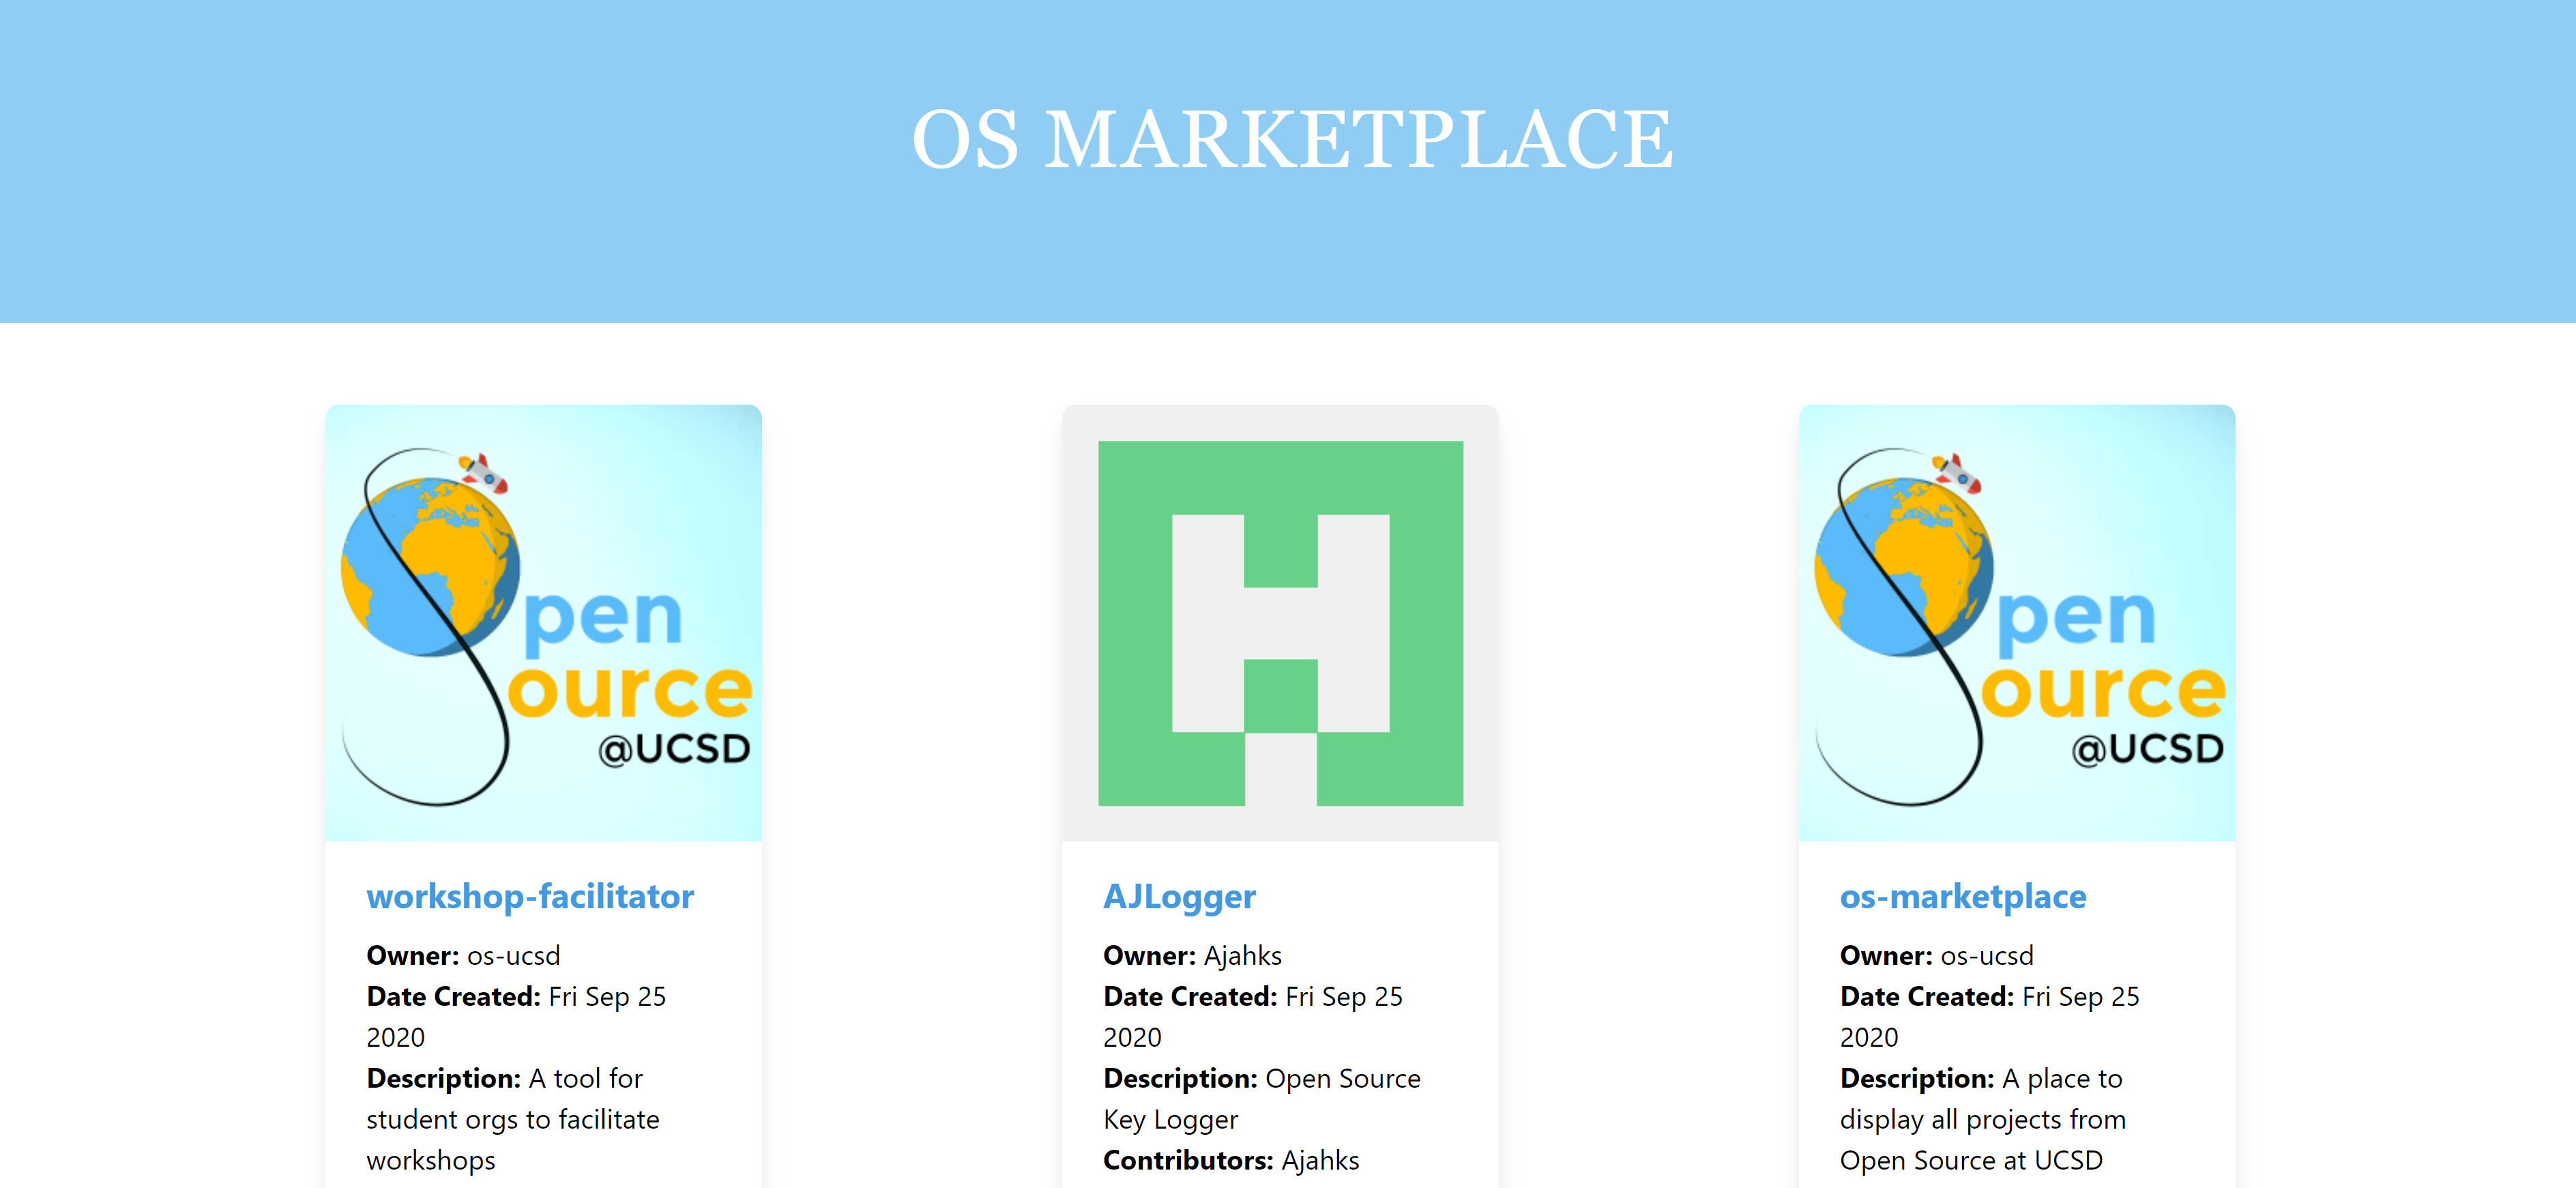 OS MARKETPLACE
pen
ource
@UCSD
workshop-facilitator
Owner: os-ucsd
Date Created: Fri Sep 25
2020
Description: A tool for
student orgs to facilitate
workshops
AJLogger
Owner: Ajahks
Date Created: Fri Sep 25
2020
Description: Open Source
Key Logger
Contributors: Ajahks
pen
ource
@UCSD
os-marketplace
Owner: os-ucsd
Date Created: Fri Sep 25
2020
Description: A place to
display all projects from
Open Source at UCSD